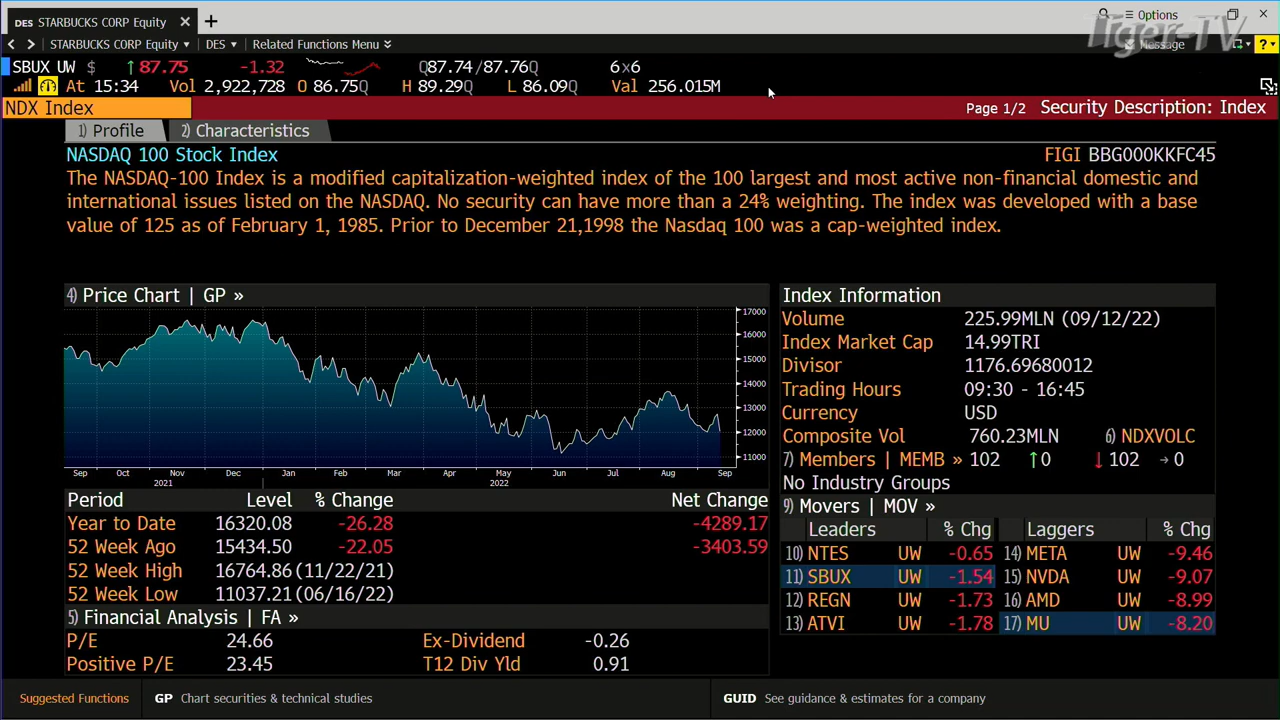 DES STARBUCKS CORP Equity × +
Options
Tiger-TV
< > STARBUCKS CORP Equity ▾ DES ▾ Related Functions Menu Message ?
SBUX UW $ ↑87.75 -1.32 Q87.74/87.76Q 6x6
At 15:34 Vol 2,922,728 O 86.75Q H 89.29Q L 86.09Q Val 256.015M
NDX Index Page 1/2 Security Description: Index
1) Profile 2) Characteristics
NASDAQ 100 Stock Index FIGI BBG000KKFC45
The NASDAQ-100 Index is a modified capitalization-weighted index of the 100 largest and most active non-financial domestic and
international issues listed on the NASDAQ. No security can have more than a 24% weighting. The index was developed with a base
value of 125 as of February 1, 1985. Prior to December 21,1998 the Nasdaq 100 was a cap-weighted index.
4) Price Chart | GP »
17000
16000
15000
14000
13000
12000
11000
Sep Oct Nov Dec Jan Feb Mar Apr May Jun Jul Aug Sep
2021 2022
Index Information
Volume 225.99MLN (09/12/22)
Index Market Cap 14.99TRI
Divisor 1176.69680012
Trading Hours 09:30 - 16:45
Currency USD
Composite Vol 760.23MLN 6) NDXVOLC
7) Members | MEMB » 102 ↑0 ↓102 →0
No Industry Groups
Period Level % Change Net Change
Year to Date 16320.08 -26.28 -4289.17
52 Week Ago 15434.50 -22.05 -3403.59
52 Week High 16764.86 (11/22/21)
52 Week Low 11037.21 (06/16/22)
5) Financial Analysis | FA »
P/E 24.66 Ex-Dividend -0.26
Positive P/E 23.45 T12 Div Yld 0.91
9) Movers | MOV »
Leaders % Chg Laggers % Chg
10) NTES UW -0.65 14) META UW -9.46
11) SBUX UW -1.54 15) NVDA UW -9.07
12) REGN UW -1.73 16) AMD UW -8.99
13) ATVI UW -1.78 17) MU UW -8.20
Suggested Functions GP Chart securities & technical studies GUID See guidance & estimates for a company